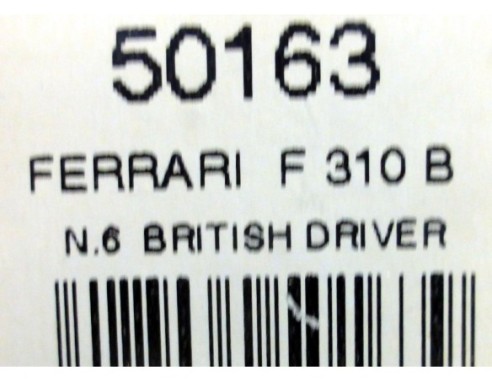 50163
FERRARI F 310 B
N.6 BRITISH DRIVER